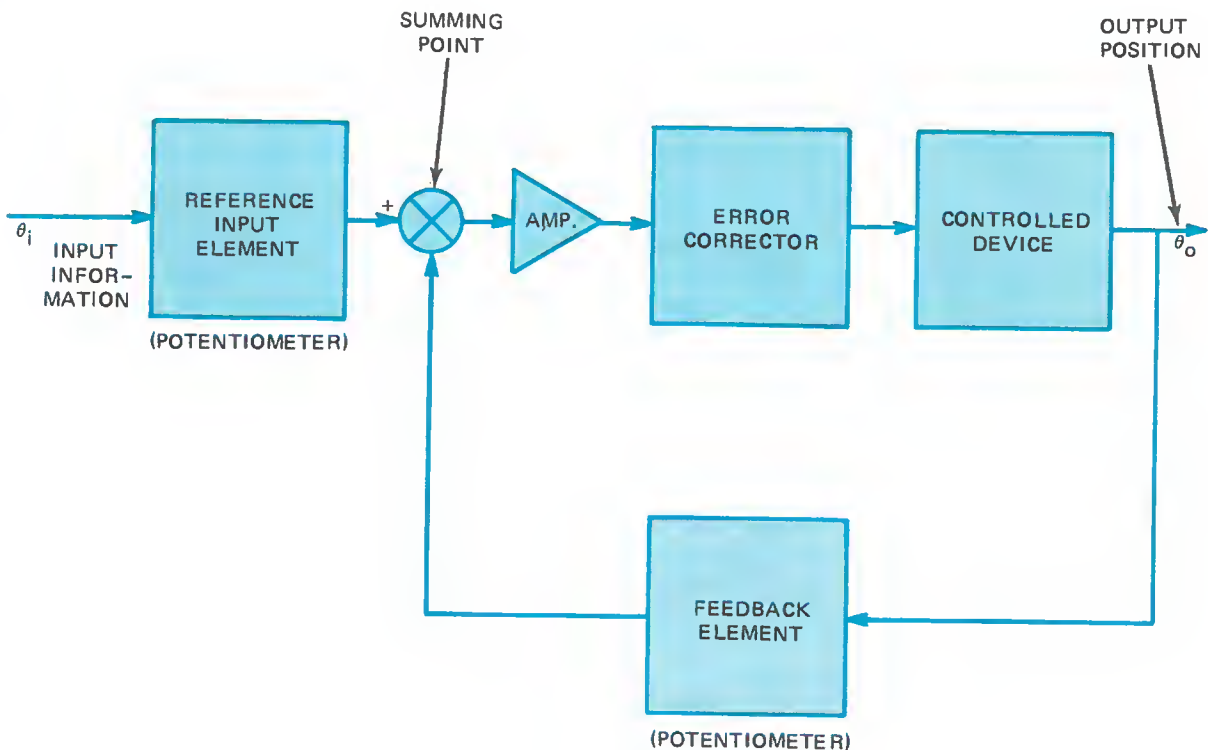 SUMMING
POINT
OUTPUT
POSITION
REFERENCE
INPUT
ELEMENT
+
AMP.
ERROR
CORRECTOR
CONTROLLED
DEVICE
θi
INPUT
INFOR-
MATION
θo
(POTENTIOMETER)
FEEDBACK
ELEMENT
(POTENTIOMETER)